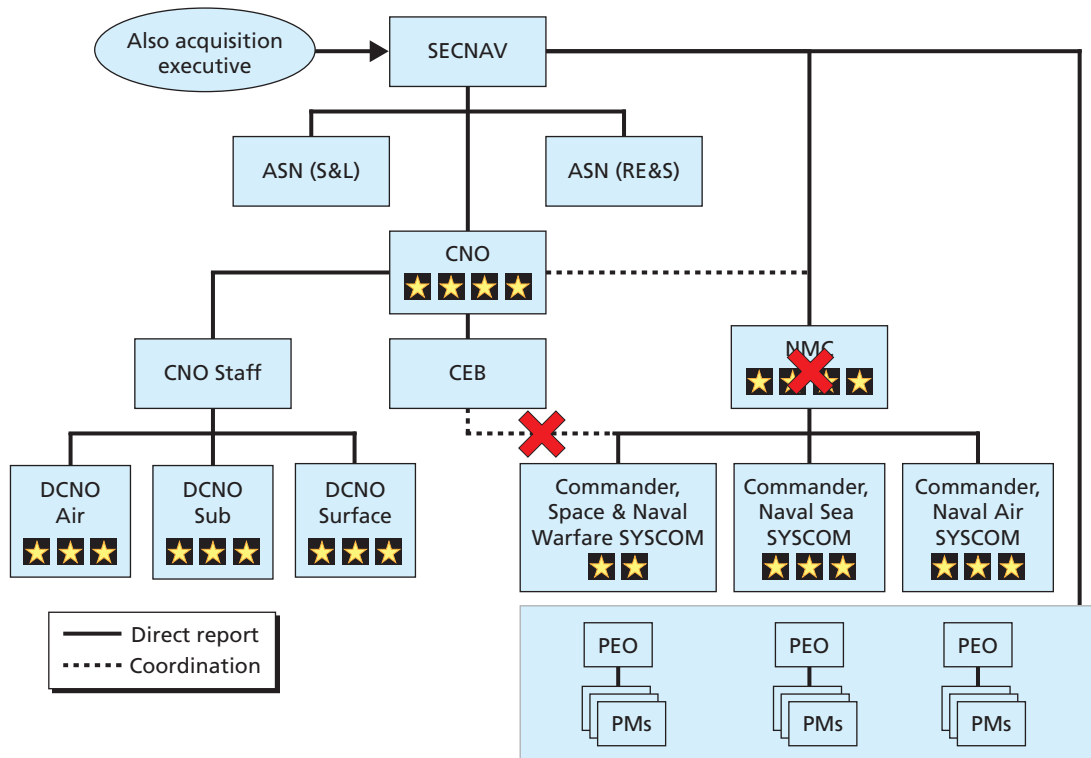 Also acquisition
executive
SECNAV
ASN (S&L)
ASN (RE&S)
CNO
CNO Staff
CEB
NMC
DCNO
Air
DCNO
Sub
DCNO
Surface
Commander,
Space & Naval
Warfare SYSCOM
Commander,
Naval Sea
SYSCOM
Commander,
Naval Air
SYSCOM
Direct report
Coordination
PEO
PMs
PEO
PMs
PEO
PMs